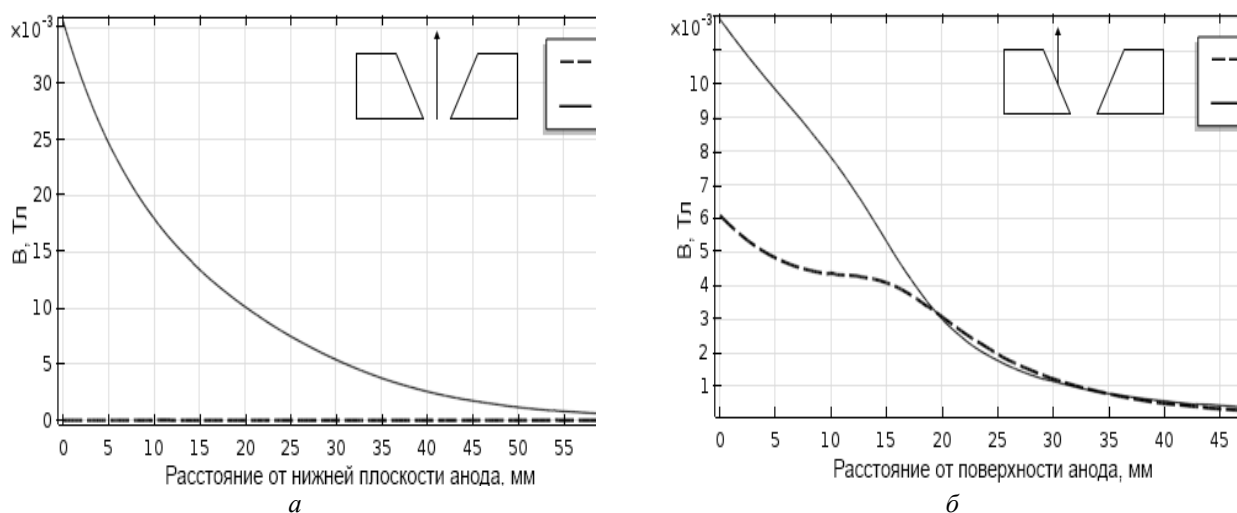 ×10⁻³
30
25
20
15
10
5
0
В, Тл
0 5 10 15 20 25 30 35 40 45 50 55
Расстояние от нижней плоскости анода, мм
а
×10⁻³
10
9
8
7
6
5
4
3
2
1
В, Тл
0 5 10 15 20 25 30 35 40 45
Расстояние от поверхности анода, мм
б